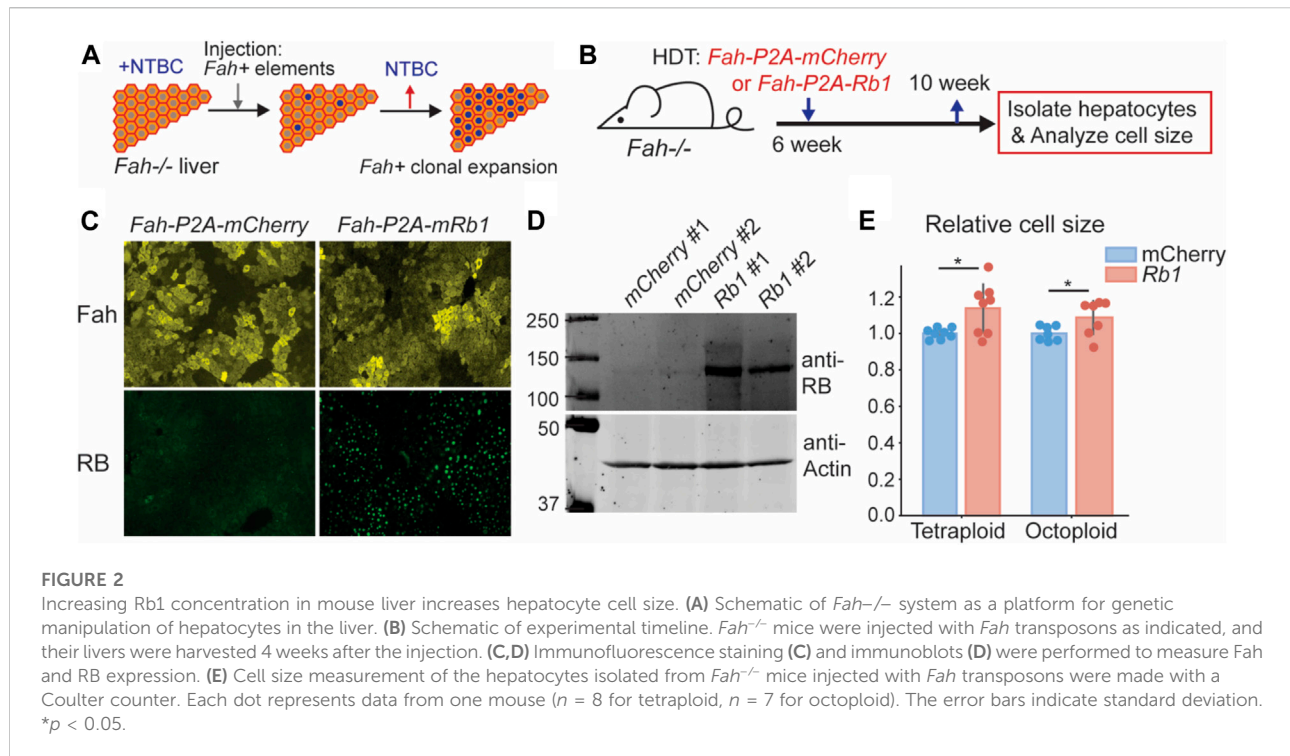 A
+NTBC
Injection:
Fah+ elements
NTBC
Fah-/- liver
Fah+ clonal expansion
B
HDT: Fah-P2A-mCherry
or Fah-P2A-Rb1
10 week
6 week
Fah-/-
Isolate hepatocytes
& Analyze cell size
C
Fah-P2A-mCherry
Fah-P2A-mRb1
Fah
RB
D
mCherry #1
mCherry #2
Rb1 #1
Rb1 #2
250
150
100
50
37
anti-
RB
anti-
Actin
E
Relative cell size
mCherry
Rb1
*
*
1.2
1.0
0.8
0.6
0.4
0.2
0.0
Tetraploid
Octoploid
FIGURE 2
Increasing Rb1 concentration in mouse liver increases hepatocyte cell size. (A) Schematic of Fah−/− system as a platform for genetic
manipulation of hepatocytes in the liver. (B) Schematic of experimental timeline. Fah−/− mice were injected with Fah transposons as indicated, and
their livers were harvested 4 weeks after the injection. (C,D) Immunofluorescence staining (C) and immunoblots (D) were performed to measure Fah
and RB expression. (E) Cell size measurement of the hepatocytes isolated from Fah−/− mice injected with Fah transposons were made with a
Coulter counter. Each dot represents data from one mouse (n = 8 for tetraploid, n = 7 for octoploid). The error bars indicate standard deviation.
*p < 0.05.